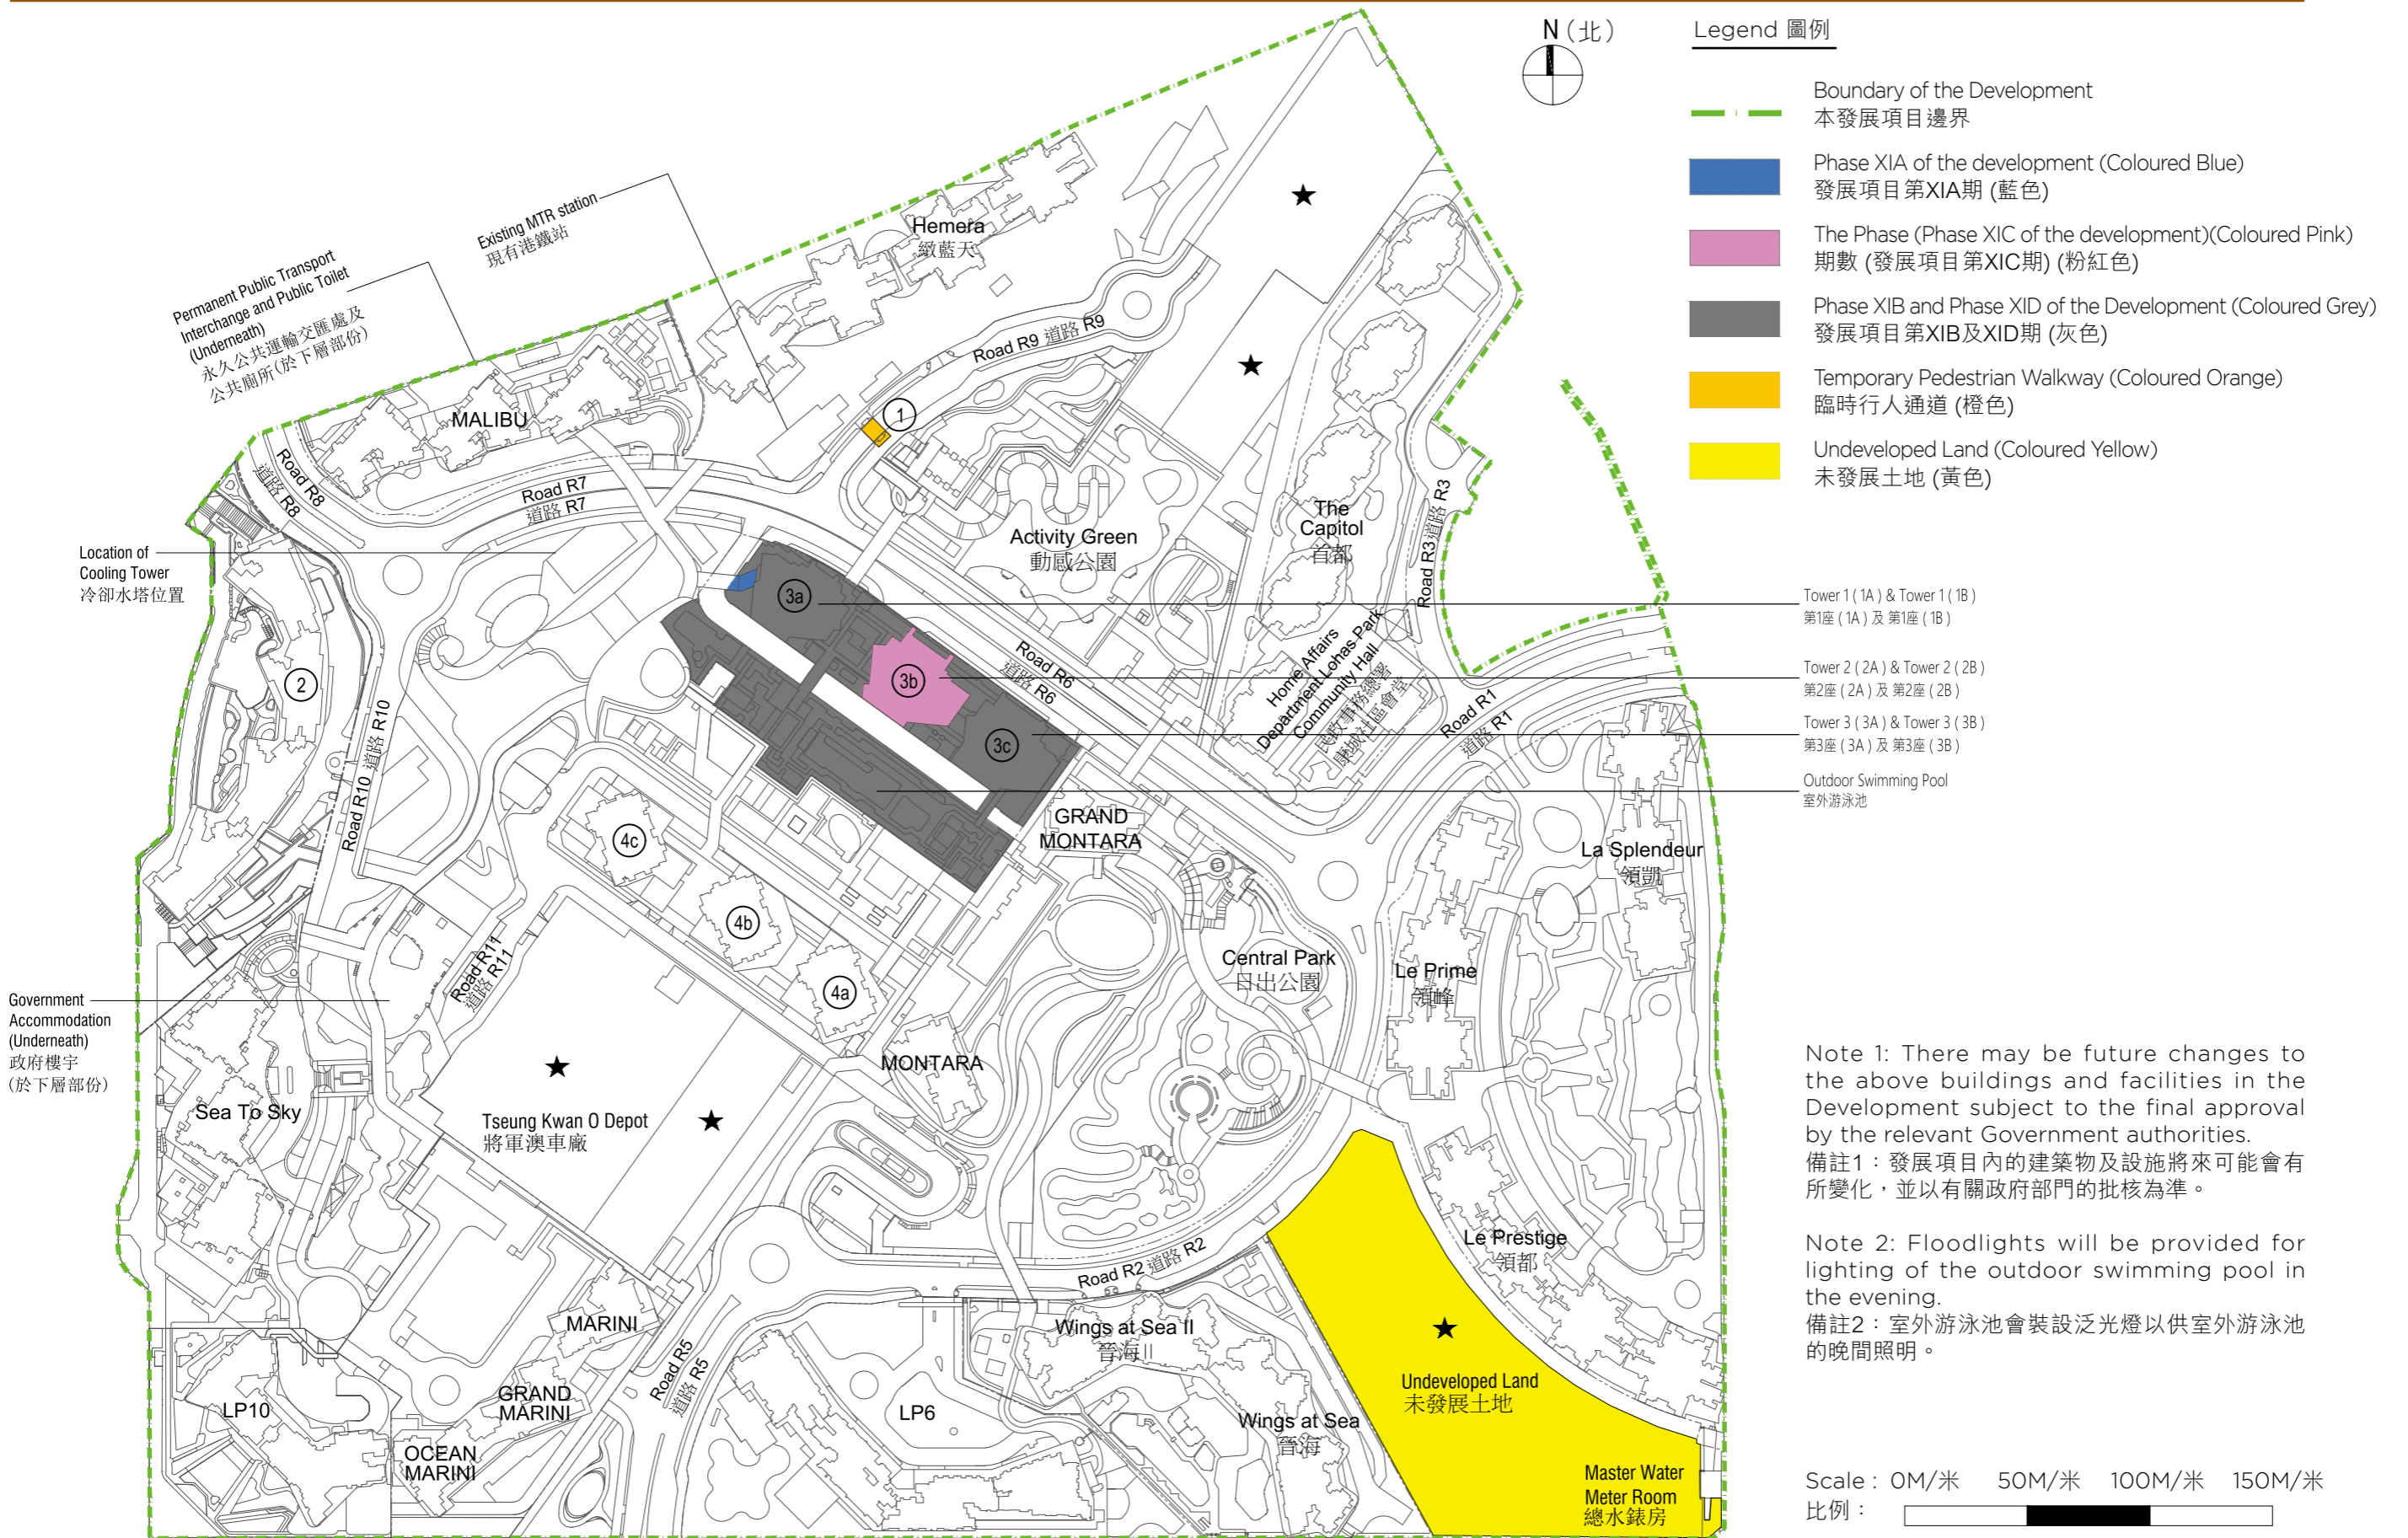 N (北)
Legend 圖例
Boundary of the Development
本發展項目邊界
Phase XIA of the development (Coloured Blue)
發展項目第XIA期 (藍色)
The Phase (Phase XIC of the development)(Coloured Pink)
期數 (發展項目第XIC期) (粉紅色)
Phase XIB and Phase XID of the Development (Coloured Grey)
發展項目第XIB及XID期 (灰色)
Temporary Pedestrian Walkway (Coloured Orange)
臨時行人通道 (橙色)
Undeveloped Land (Coloured Yellow)
未發展土地 (黃色)
Existing MTR station
現有港鐵站
Permanent Public Transport
Interchange and Public Toilet
(Underneath)
永久公共運輸交匯處及
公共廁所(於下層部份)
Hemera
緻藍天
MALIBU
Road R9 道路 R9
1
Road R8
道路 R8
Road R7
道路 R7
Location of
Cooling Tower
冷卻水塔位置
Activity Green
動感公園
The
Capitol
首都
Road R3 道路 R3
3a
Tower 1 ( 1A ) & Tower 1 ( 1B )
第1座 ( 1A ) 及 第1座 ( 1B )
2
3b
Road R6
道路 R6
Home Affairs
Department Lohas Park
Community Hall
民政事務總署
康城社區會堂
Tower 2 ( 2A ) & Tower 2 ( 2B )
第2座 ( 2A ) 及 第2座 ( 2B )
Road R1
道路 R1
3c
Tower 3 ( 3A ) & Tower 3 ( 3B )
第3座 ( 3A ) 及 第3座 ( 3B )
Outdoor Swimming Pool
室外游泳池
Road R10 道路 R10
GRAND
MONTARA
4c
La Splendeur
領凱
4b
Central Park
日出公園
Le Prime
領峰
4a
Road R11
道路 R11
Government
Accommodation
(Underneath)
政府樓宇
(於下層部份)
MONTARA
Sea To Sky
Tseung Kwan O Depot
將軍澳車廠
Note 1: There may be future changes to
the above buildings and facilities in the
Development subject to the final approval
by the relevant Government authorities.
備註1：發展項目內的建築物及設施將來可能會有
所變化，並以有關政府部門的批核為準。
Note 2: Floodlights will be provided for
lighting of the outdoor swimming pool in
the evening.
備註2：室外游泳池會裝設泛光燈以供室外游泳池
的晚間照明。
Le Prestige
領都
Road R2 道路 R2
MARINI
Wings at Sea II
晉海II
Road R5
道路 R5
Undeveloped Land
未發展土地
GRAND
MARINI
LP10
LP6
Wings at Sea
晉海
OCEAN
MARINI
Master Water
Meter Room
總水錶房
Scale : 0M/米 50M/米 100M/米 150M/米
比例：